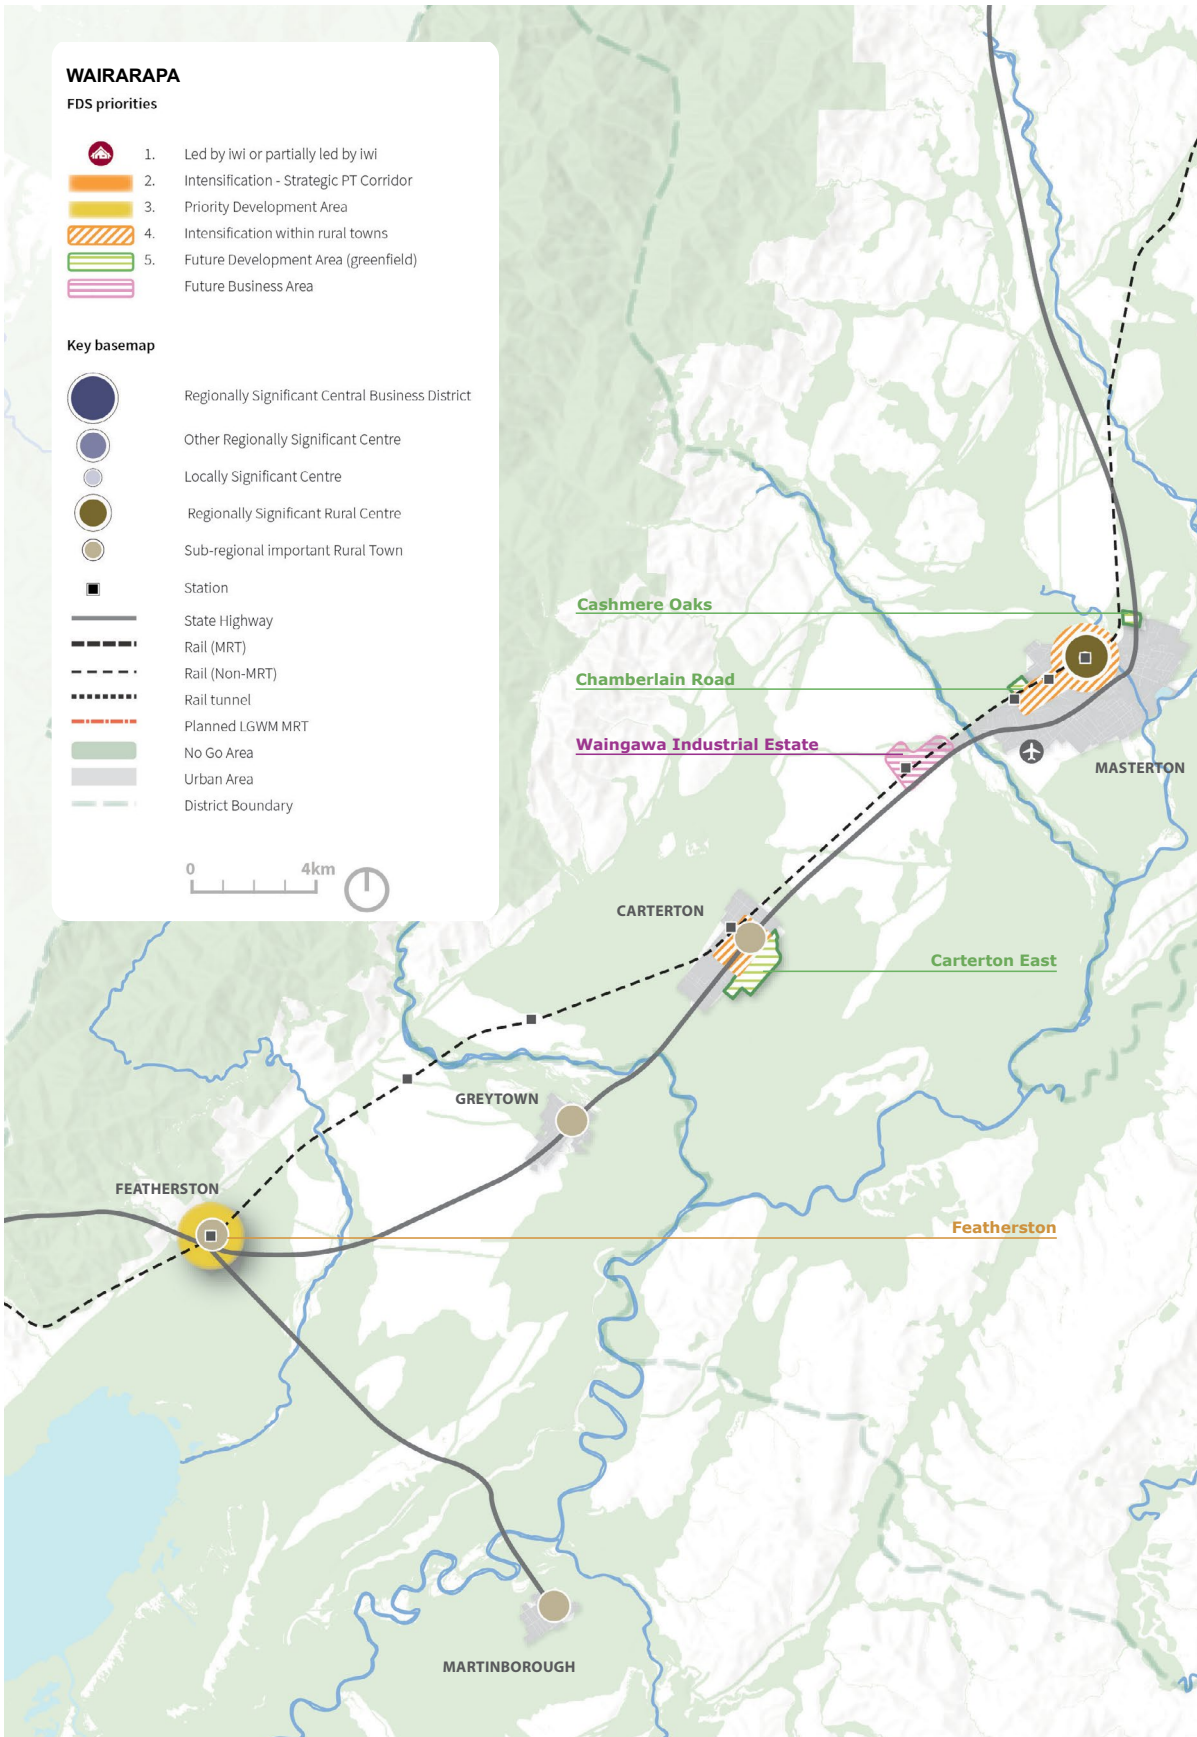 WAIRARAPA
FDS priorities
1. Led by iwi or partially led by iwi
2. Intensification - Strategic PT Corridor
3. Priority Development Area
4. Intensification within rural towns
5. Future Development Area (greenfield)
Future Business Area
Key basemap
Regionally Significant Central Business District
Other Regionally Significant Centre
Locally Significant Centre
Regionally Significant Rural Centre
Sub-regional important Rural Town
Station
State Highway
Rail (MRT)
Rail (Non-MRT)
Rail tunnel
Planned LGWM MRT
No Go Area
Urban Area
District Boundary
0 4km
Cashmere Oaks
Chamberlain Road
Waingawa Industrial Estate
MASTERTON
CARTERTON
Carterton East
GREYTOWN
FEATHERSTON
Featherston
MARTINBOROUGH